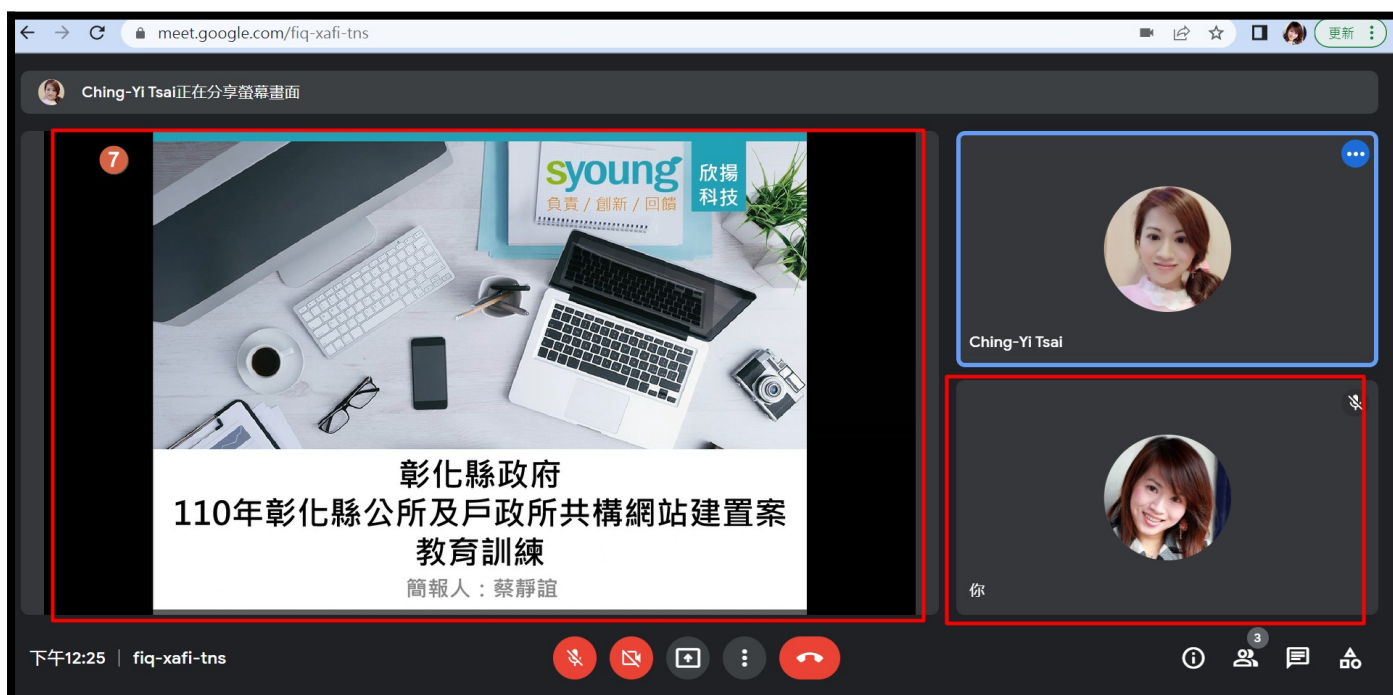 meet.google.com/fiq-xafi-tns
更新
Ching-Yi Tsai正在分享螢幕畫面
7
syoung
欣揚
科技
負責 / 創新 / 回饋
彰化縣政府
110年彰化縣公所及戶政所共構網站建置案
教育訓練
簡報人：蔡靜誼
Ching-Yi Tsai
你
下午12:25 | fiq-xafi-tns
3